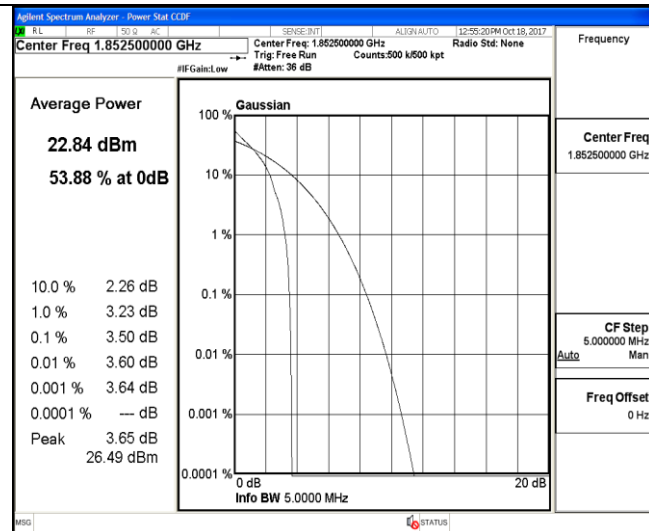 Agilent Spectrum Analyzer - Power Stat CCDF
RL RF 50 Ω AC SENSE:INT ALIGNAUTO 12:55:20PM Oct 18, 2017
Center Freq 1.852500000 GHz
Center Freq: 1.852500000 GHz Radio Std: None
Trig: Free Run Counts:500 k/500 kpt
#IFGain:Low #Atten: 36 dB
Frequency
Average Power
22.84 dBm
53.88 % at 0dB
10.0 % 2.26 dB
1.0 % 3.23 dB
0.1 % 3.50 dB
0.01 % 3.60 dB
0.001 % 3.64 dB
0.0001 % --- dB
Peak 3.65 dB
26.49 dBm
Gaussian
100 %
10 %
1 %
0.1 %
0.01 %
0.001 %
0.0001 %
0 dB 20 dB
Info BW 5.0000 MHz
Center Freq
1.852500000 GHz
CF Step
5.000000 MHz
Auto Man
Freq Offset
0 Hz
MSG STATUS